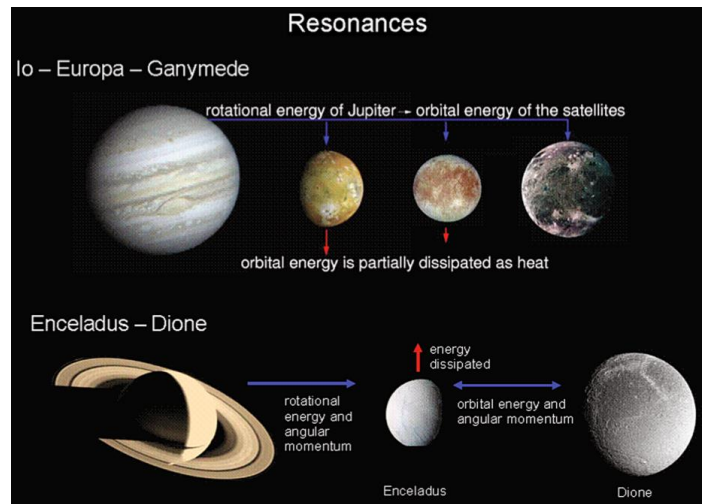 Resonances
Io – Europa – Ganymede
rotational energy of Jupiter → orbital energy of the satellites
orbital energy is partially dissipated as heat
Enceladus – Dione
energy
dissipated
rotational
energy and
angular
momentum
orbital energy and
angular momentum
Enceladus
Dione